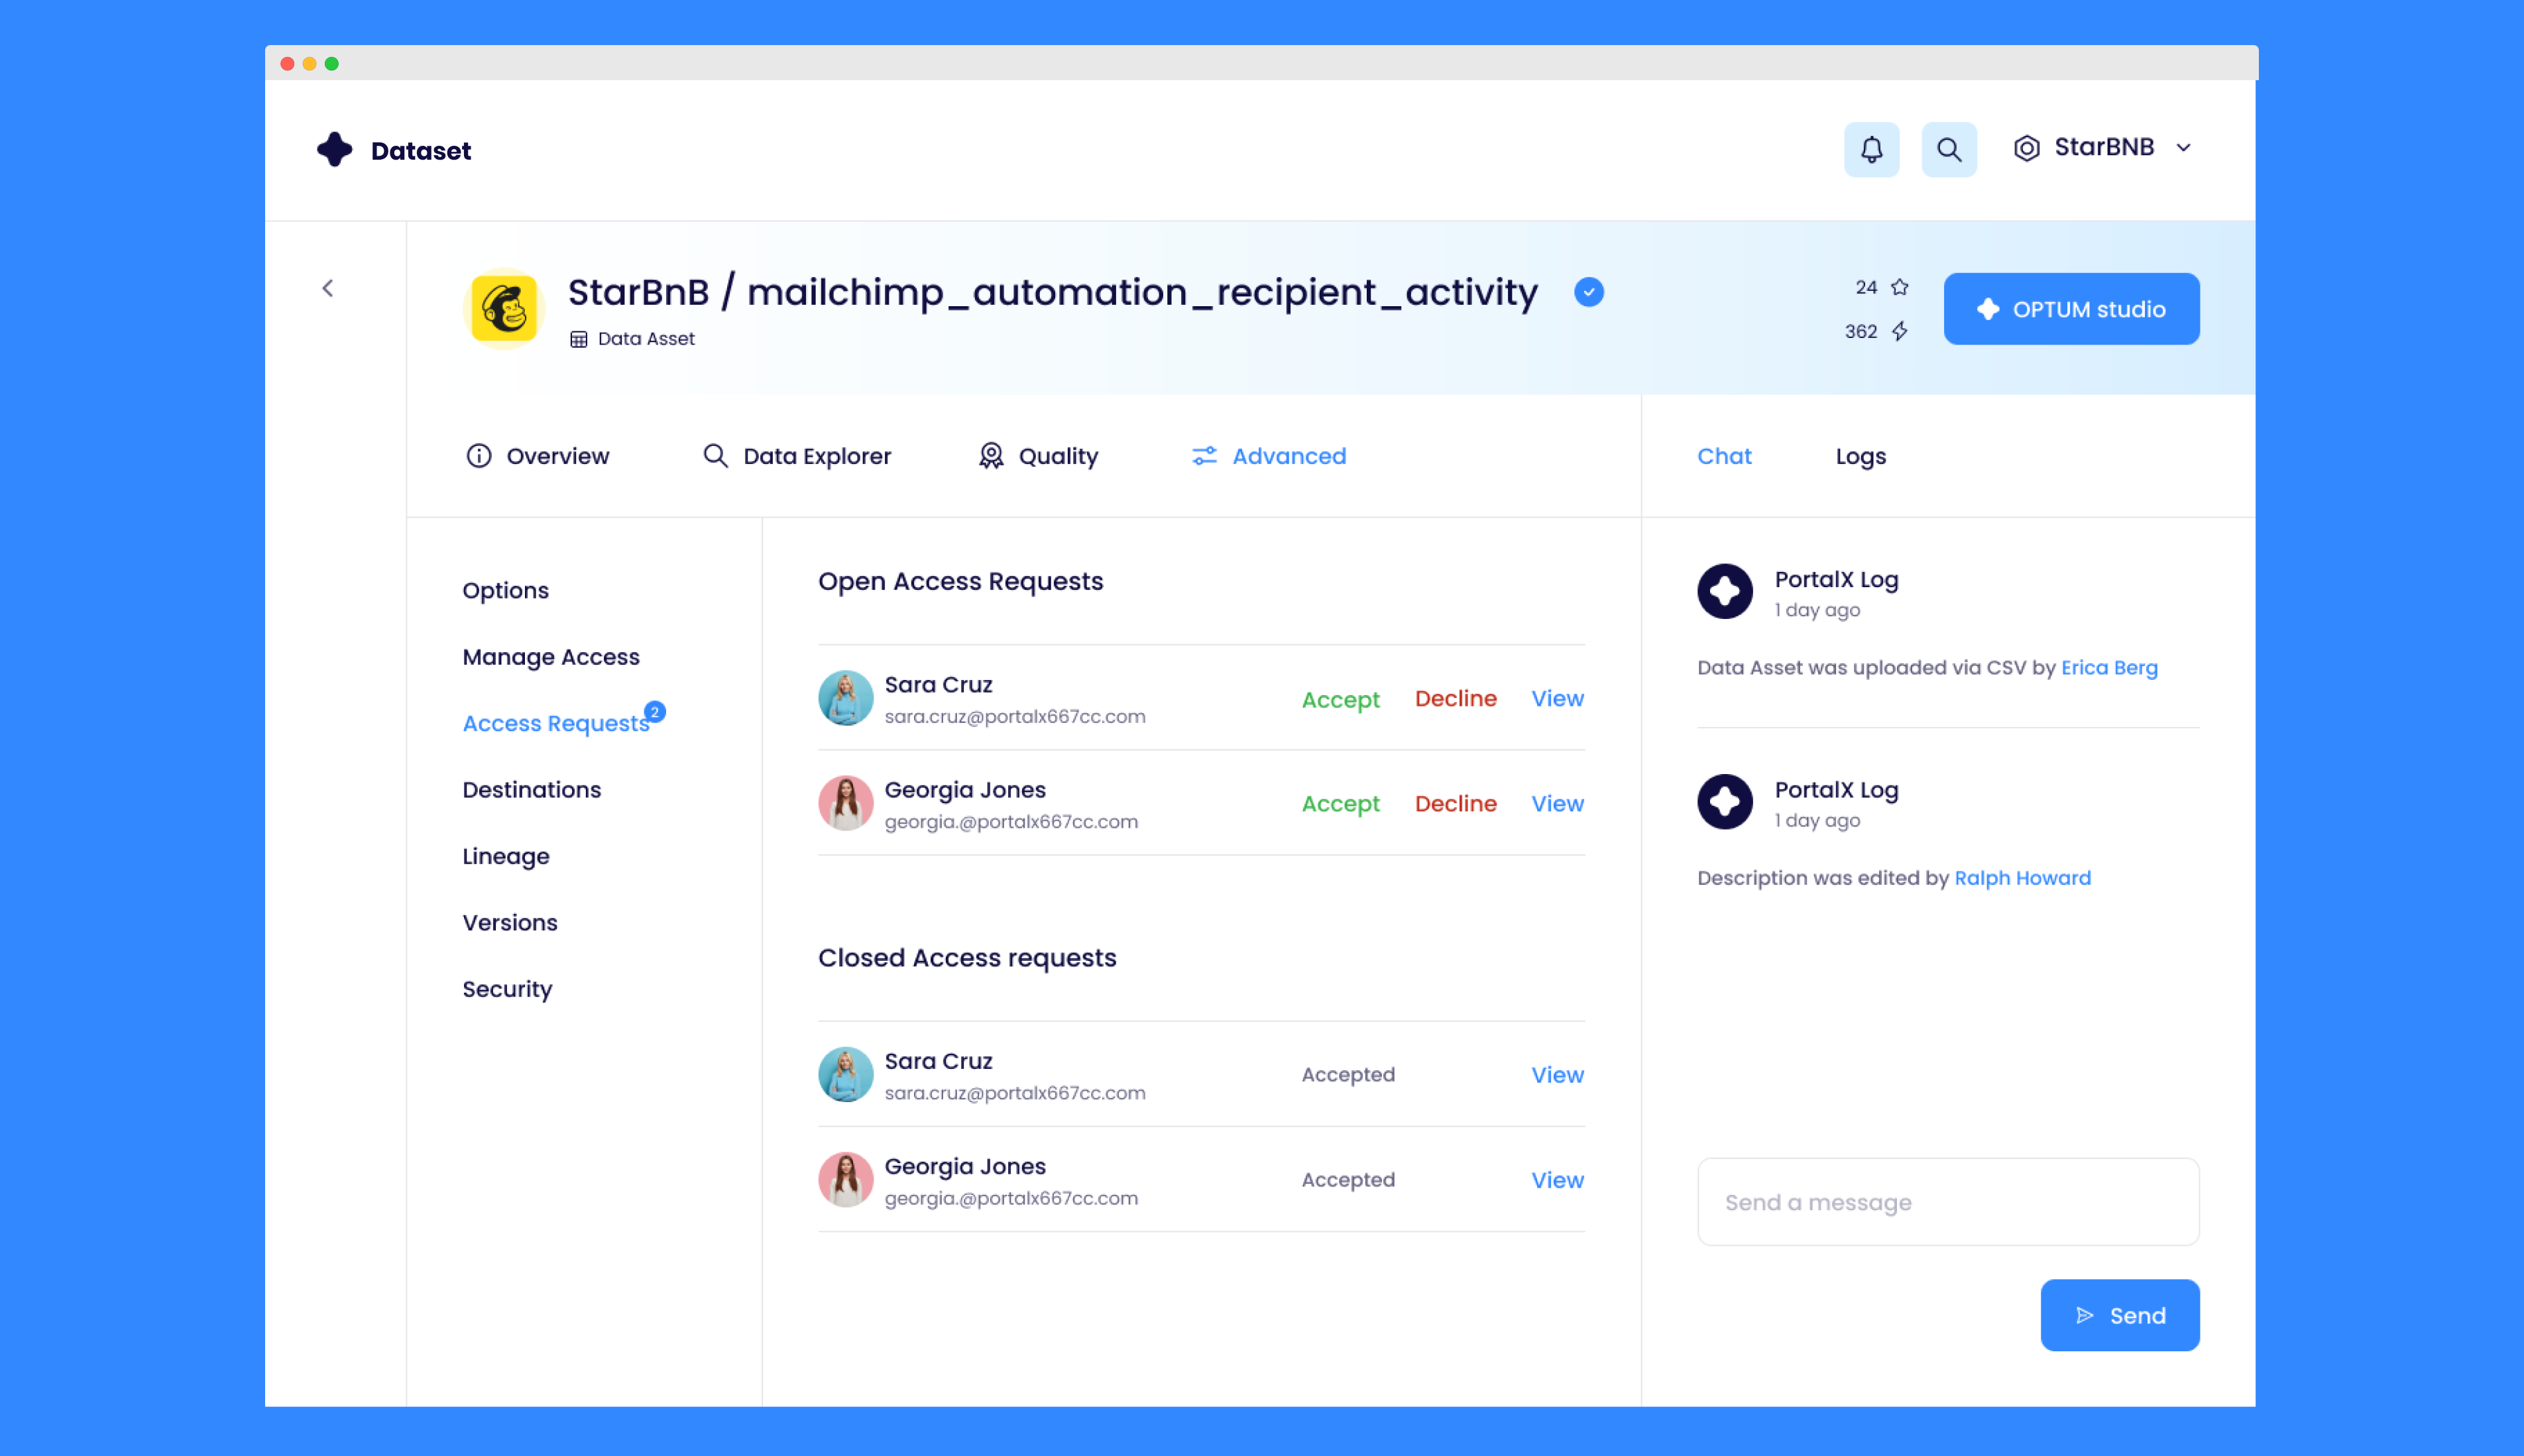 Dataset
StarBNB
StarBnB / mailchimp_automation_recipient_activity
Data Asset
24
362
OPTUM studio
Overview
Data Explorer
Quality
Advanced
Chat
Logs
Options
Manage Access
Access Requests
2
Destinations
Lineage
Versions
Security
Open Access Requests
Sara Cruz
sara.cruz@portalx667cc.com
Accept
Decline
View
Georgia Jones
georgia.@portalx667cc.com
Accept
Decline
View
Closed Access requests
Sara Cruz
sara.cruz@portalx667cc.com
Accepted
View
Georgia Jones
georgia.@portalx667cc.com
Accepted
View
PortalX Log
1 day ago
Data Asset was uploaded via CSV by Erica Berg
PortalX Log
1 day ago
Description was edited by Ralph Howard
Send a message
Send